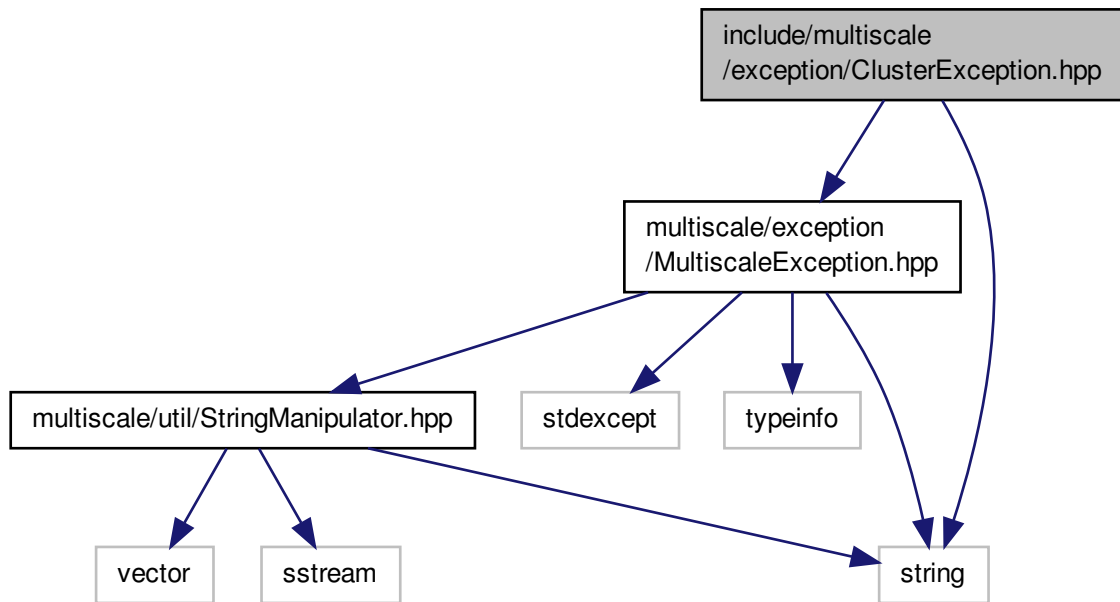 include/multiscale
/exception/ClusterException.hpp
multiscale/exception
/MultiscaleException.hpp
multiscale/util/StringManipulator.hpp
stdexcept
typeinfo
vector
sstream
string